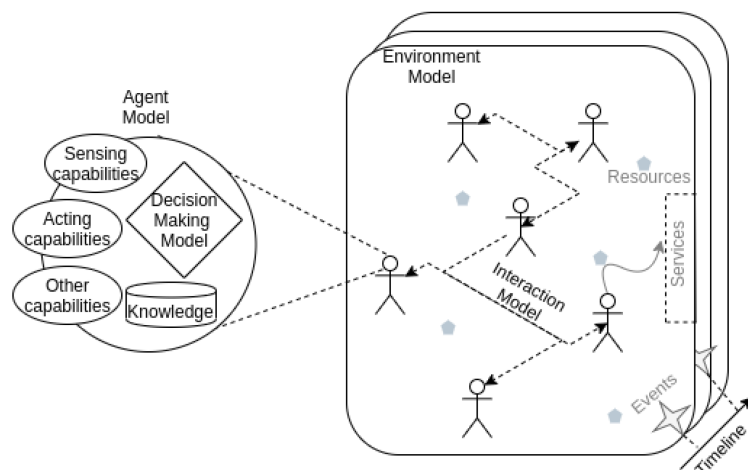 Environment
Model
Agent
Model
Sensing
capabilities
Decision
Making
Model
Acting
capabilities
Other
capabilities
Knowledge
Resources
Services
Interaction
Model
Events
Timeline